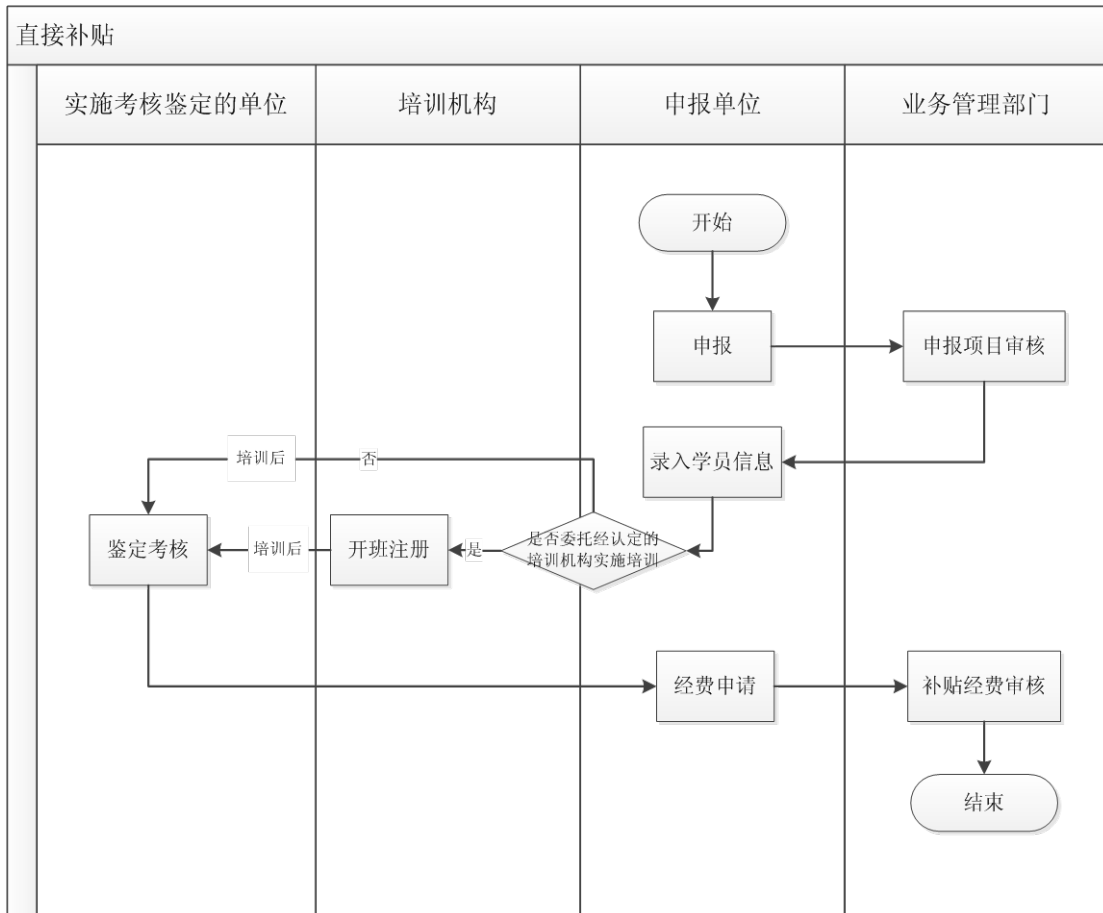 直接补贴
实施考核鉴定的单位
培训机构
申报单位
业务管理部门
开始
申报
申报项目审核
培训后
否
录入学员信息
鉴定考核
培训后
开班注册
是
是否委托经认定的
培训机构实施培训
经费申请
补贴经费审核
结束